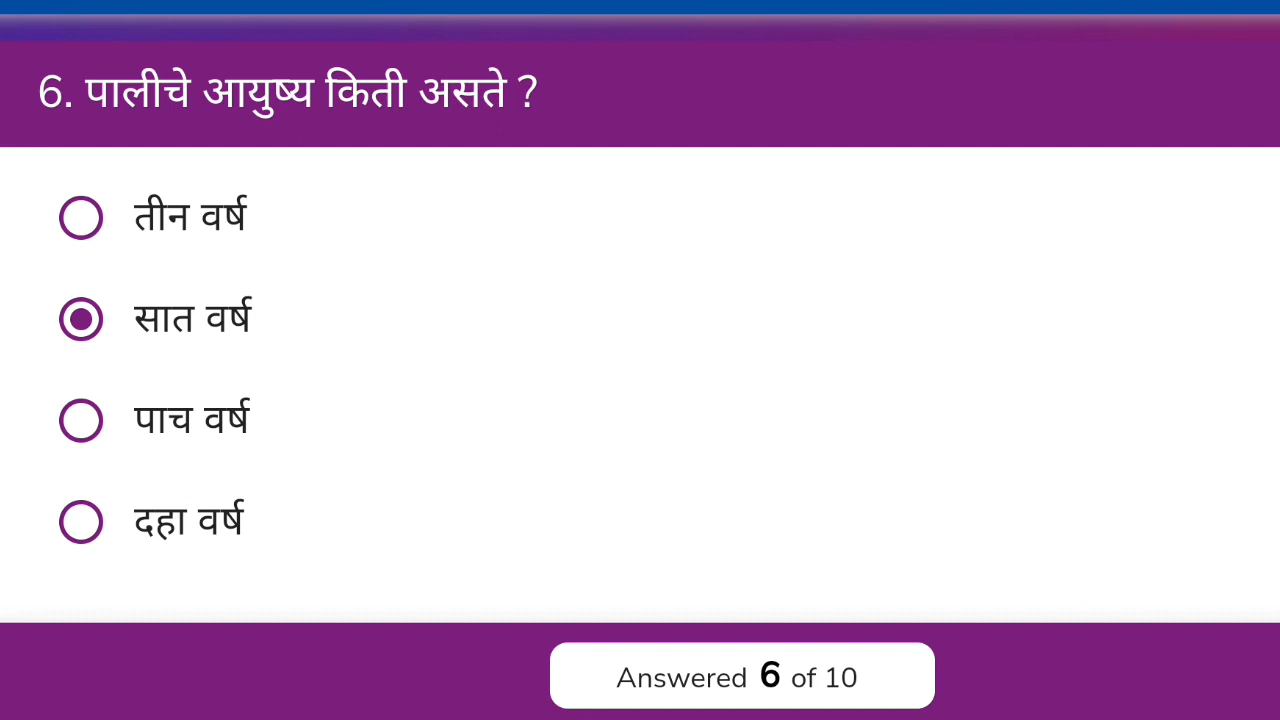 6. पालीचे आयुष्य किती असते ?
तीन वर्ष
सात वर्ष
पाच वर्ष
दहा वर्ष
Answered 6 of 10